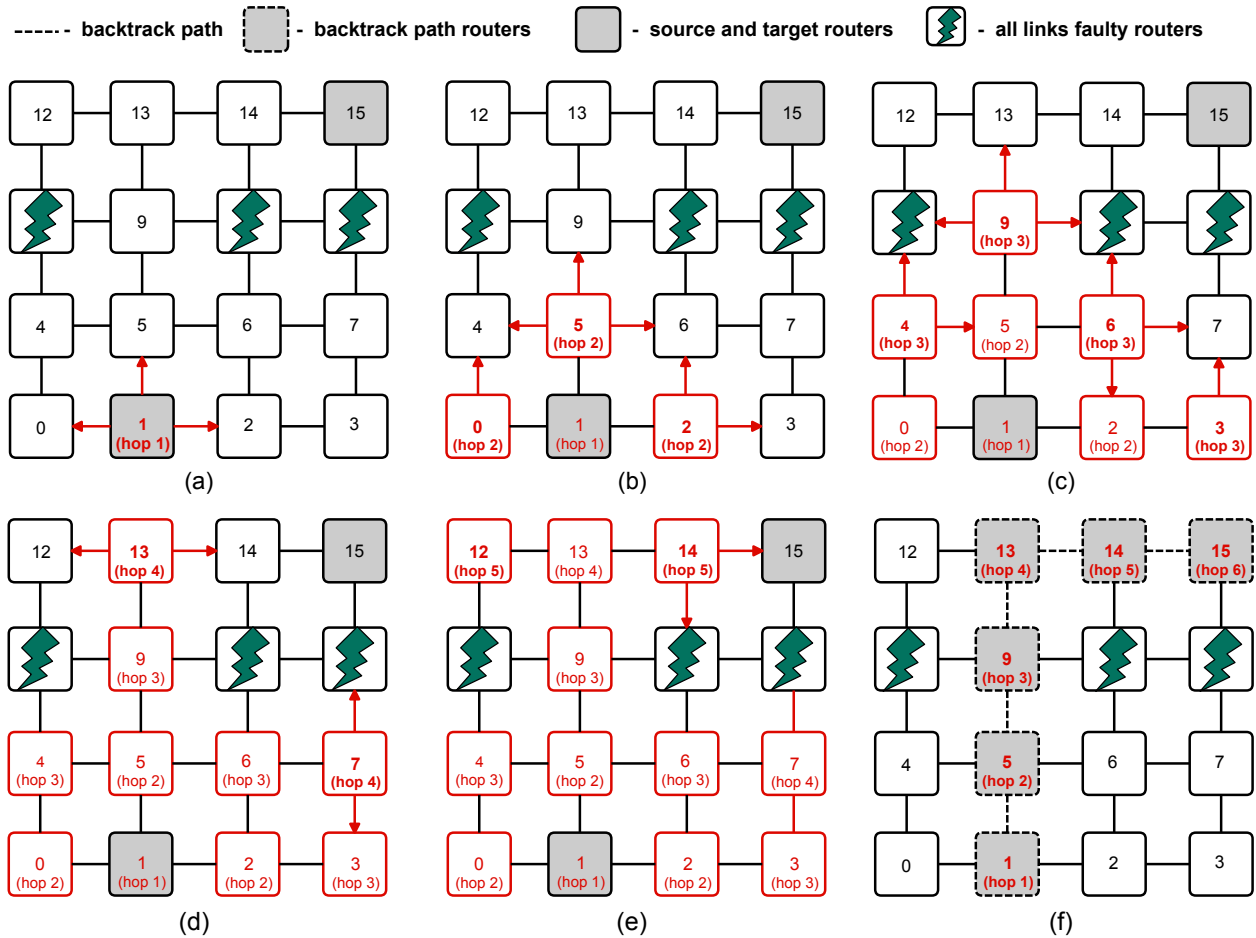 - backtrack path - backtrack path routers - source and target routers - all links faulty routers
12 13 14 15
9
4 5 6 7
0 1 2 3
(hop 1)
(a)
12 13 14 15
9
4 5 6 7
(hop 2)
0 1 2 3
(hop 2) (hop 1) (hop 2)
(b)
12 13 14 15
9
(hop 3)
4 5 6 7
(hop 3) (hop 2) (hop 3)
0 1 2 3
(hop 2) (hop 1) (hop 2) (hop 3)
(c)
12 13 14 15
(hop 4)
9
(hop 3)
4 5 6 7
(hop 3) (hop 2) (hop 3) (hop 4)
0 1 2 3
(hop 2) (hop 1) (hop 2) (hop 3)
(d)
12 13 14 15
(hop 5) (hop 4) (hop 5)
9
(hop 3)
4 5 6 7
(hop 3) (hop 2) (hop 3) (hop 4)
0 1 2 3
(hop 2) (hop 1) (hop 2) (hop 3)
(e)
12 13 14 15
(hop 4) (hop 5) (hop 6)
9
(hop 3)
4 5 6 7
(hop 2)
0 1 2 3
(hop 1)
(f)